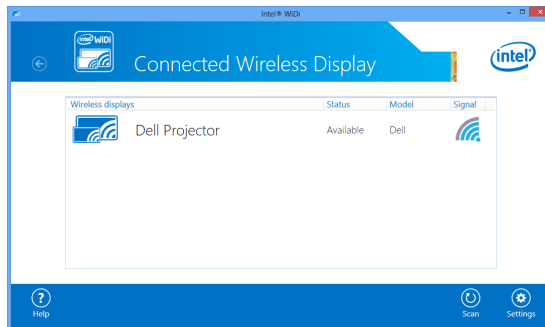 Intel® WiDi
intel WiDi
Connected Wireless Display
intel
Wireless displays Status Model Signal
Dell Projector Available Dell
Help Scan Settings